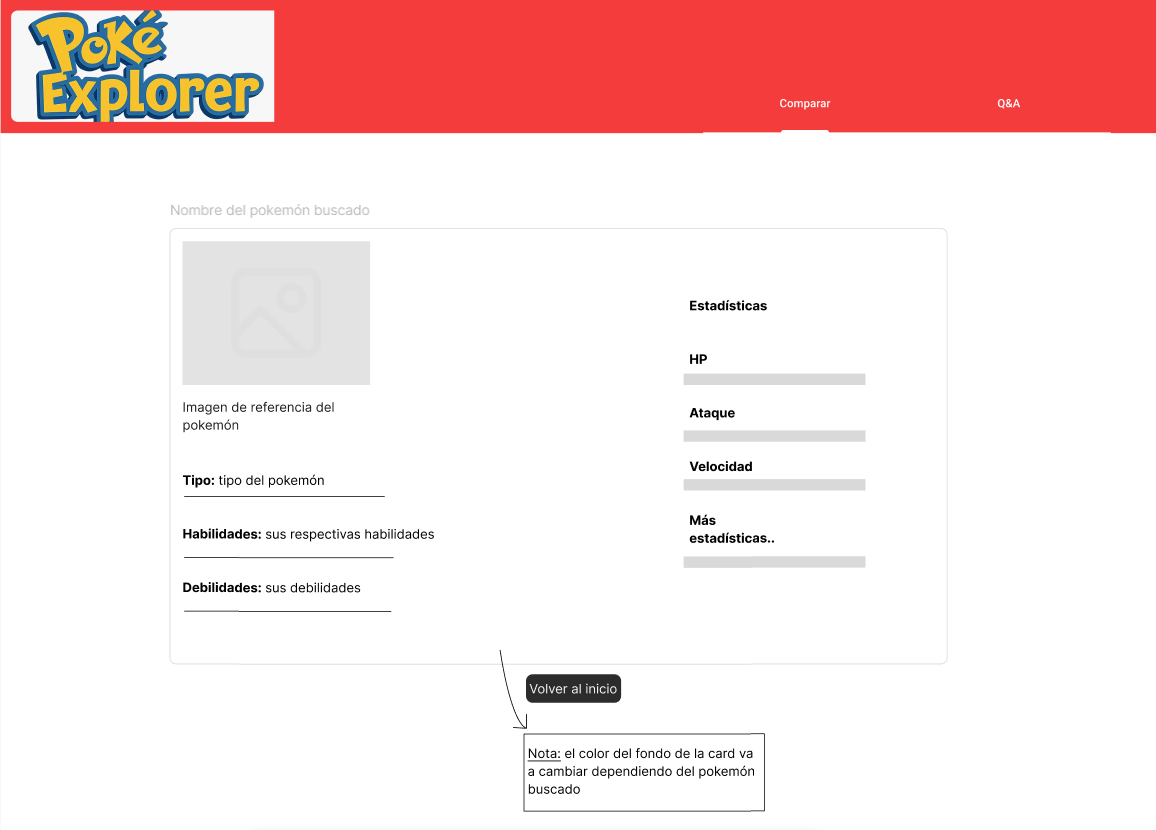 Poké
Explorer
Comparar
Q&A
Nombre del pokemón buscado
Imagen de referencia del
pokemón
Tipo: tipo del pokemón
Habilidades: sus respectivas habilidades
Debilidades: sus debilidades
Estadísticas
HP
Ataque
Velocidad
Más
estadísticas..
Volver al inicio
Nota: el color del fondo de la card va
a cambiar dependiendo del pokemón
buscado